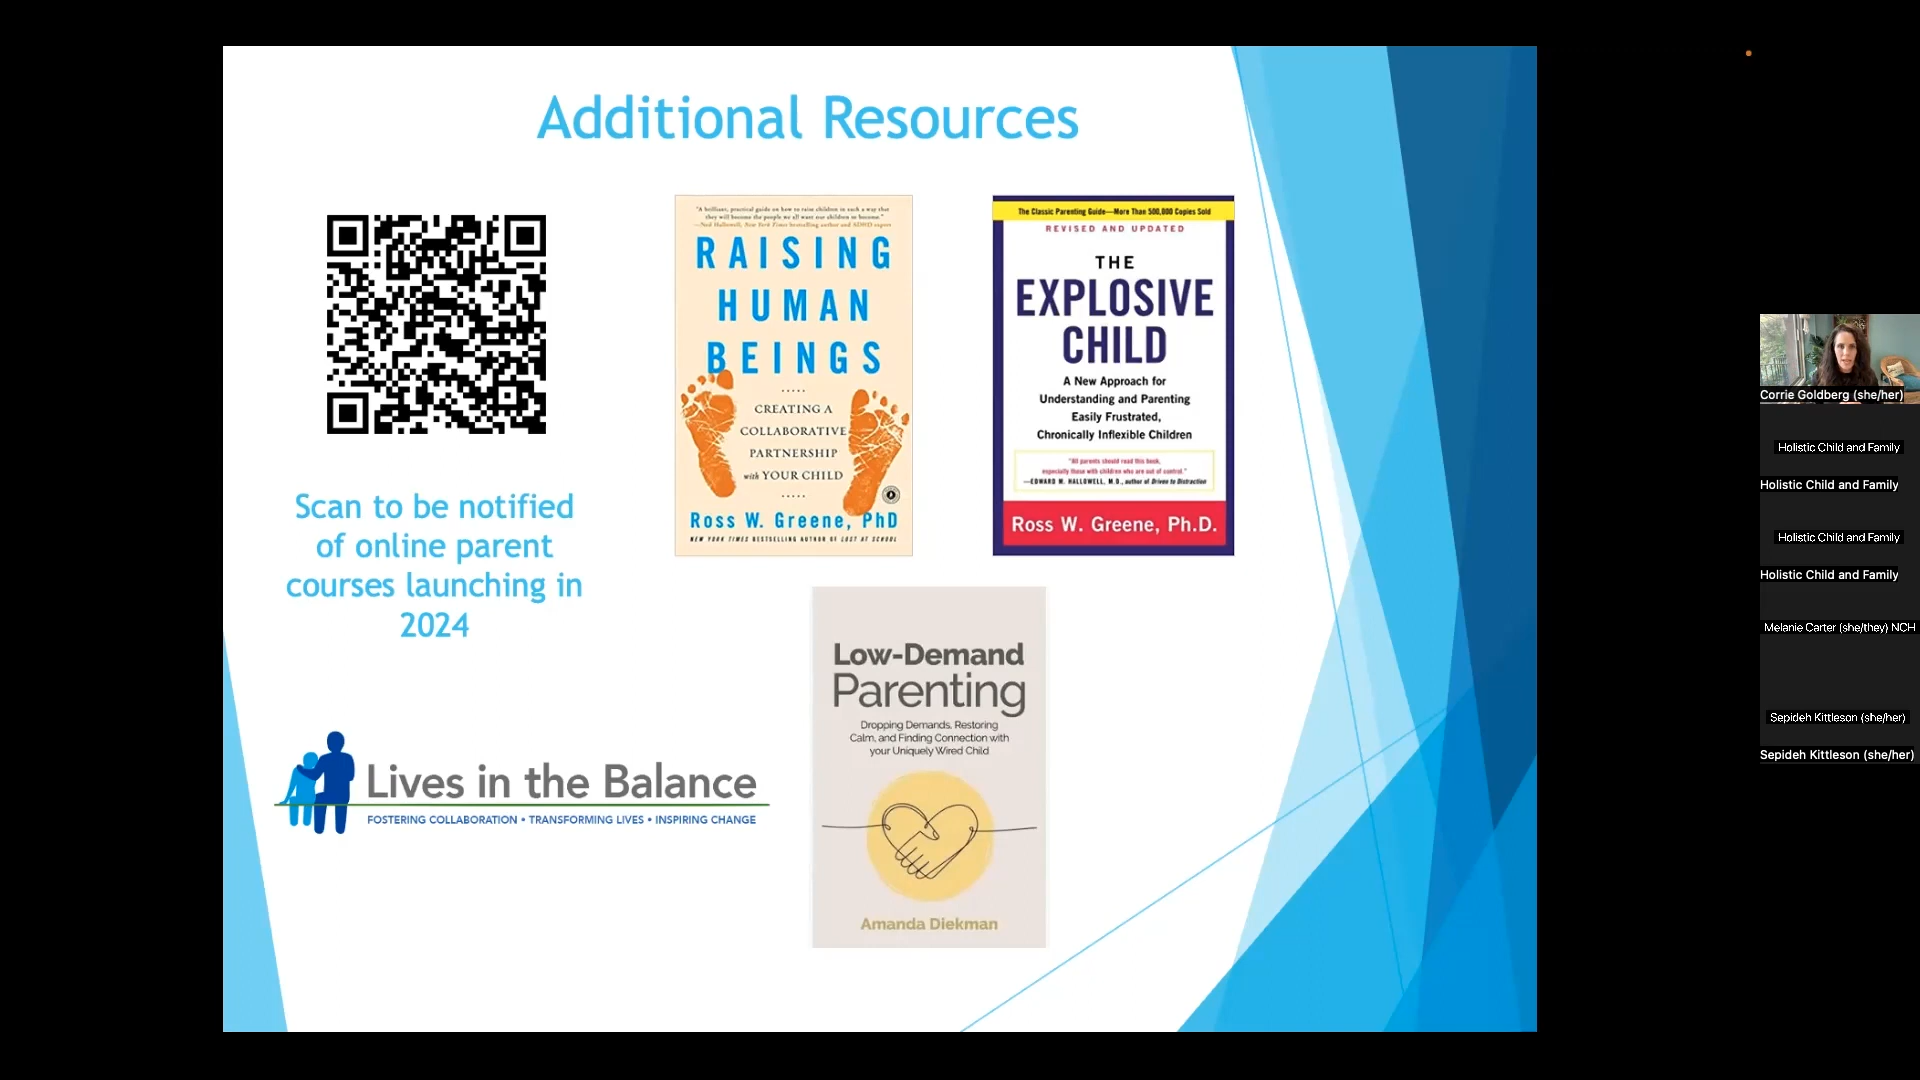 Additional Resources
Scan to be notified
of online parent
courses launching in
2024
"A brilliant, practical guide on how to raise children in such a way that
they will become the people we all want our children to become."
—Ned Hallowell, New York Times bestselling author and ADHD expert
RAISING
HUMAN
BEINGS
CREATING A
COLLABORATIVE
PARTNERSHIP
with YOUR CHILD
Ross W. Greene, PhD
NEW YORK TIMES BESTSELLING AUTHOR OF LOST AT SCHOOL
The Classic Parenting Guide—More Than 500,000 Copies Sold
REVISED AND UPDATED
THE
EXPLOSIVE
CHILD
A New Approach for
Understanding and Parenting
Easily Frustrated,
Chronically Inflexible Children
"All parents should read this book,
especially those with children who are out of control."
—EDWARD M. HALLOWELL, M.D., author of Driven to Distraction
Ross W. Greene, Ph.D.
Lives in the Balance
FOSTERING COLLABORATION • TRANSFORMING LIVES • INSPIRING CHANGE
Low-Demand
Parenting
Dropping Demands, Restoring
Calm, and Finding Connection with
your Uniquely Wired Child
Amanda Diekman
Corrie Goldberg (she/her)
Holistic Child and Family
Holistic Child and Family
Holistic Child and Family
Holistic Child and Family
Melanie Carter (she/they) NCH
Sepideh Kittleson (she/her)
Sepideh Kittleson (she/her)